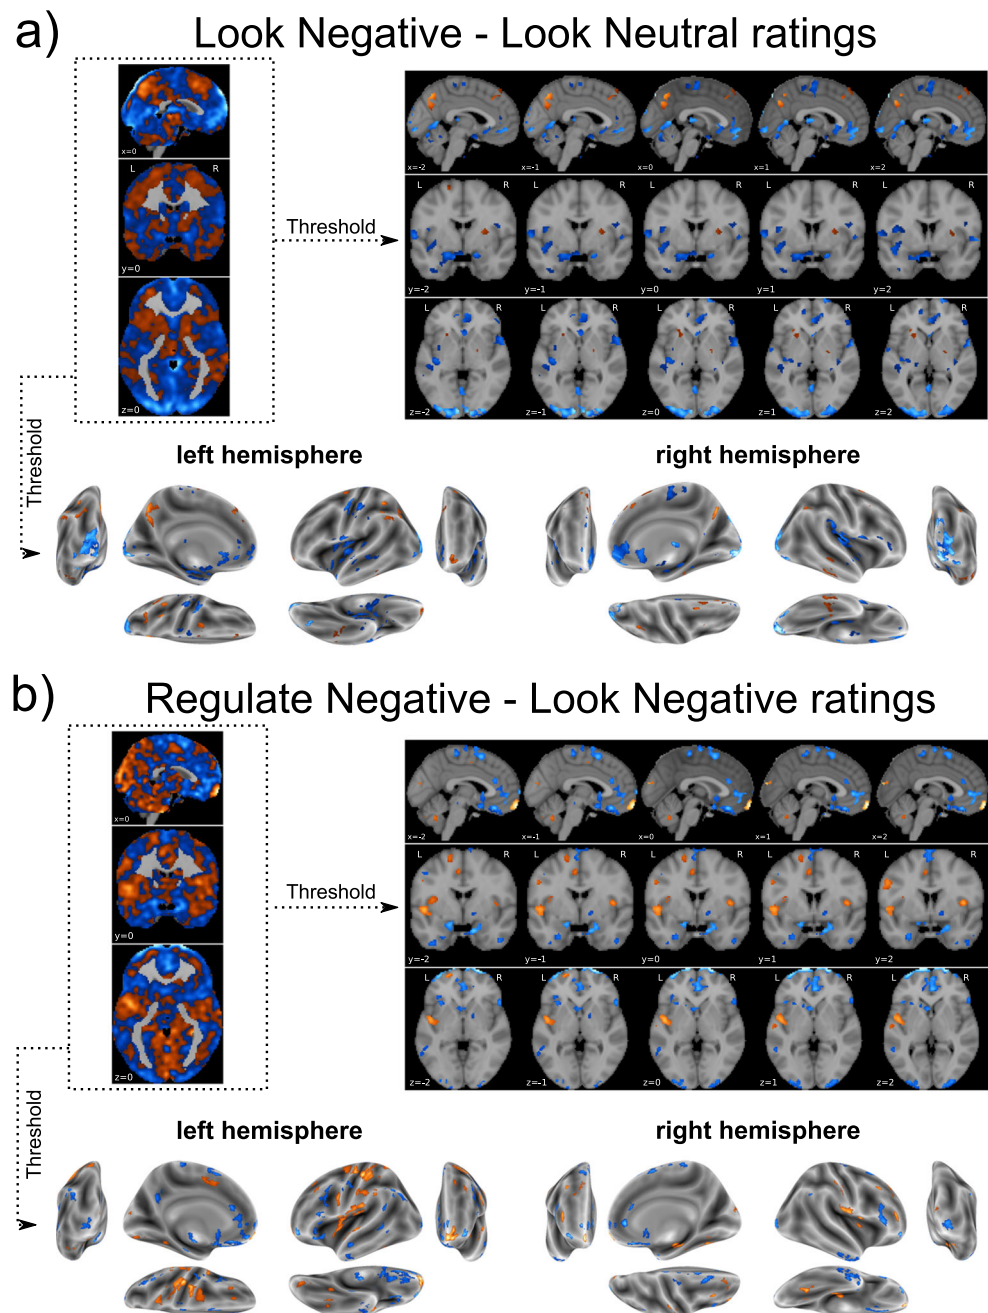 a)
Look Negative - Look Neutral ratings
x=0
L R
y=0
z=0
Threshold
x=-2 x=-1 x=0 x=1 x=2
L R L R L R L R L R
y=-2 y=-1 y=0 y=1 y=2
L R L R L R L R L R
z=-2 z=-1 z=0 z=1 z=2
Threshold
left hemisphere
right hemisphere
b)
Regulate Negative - Look Negative ratings
x=0
L R
y=0
z=0
Threshold
x=-2 x=-1 x=0 x=1 x=2
L R L R L R L R L R
y=-2 y=-1 y=0 y=1 y=2
L R L R L R L R L R
z=-2 z=-1 z=0 z=1 z=2
Threshold
left hemisphere
right hemisphere